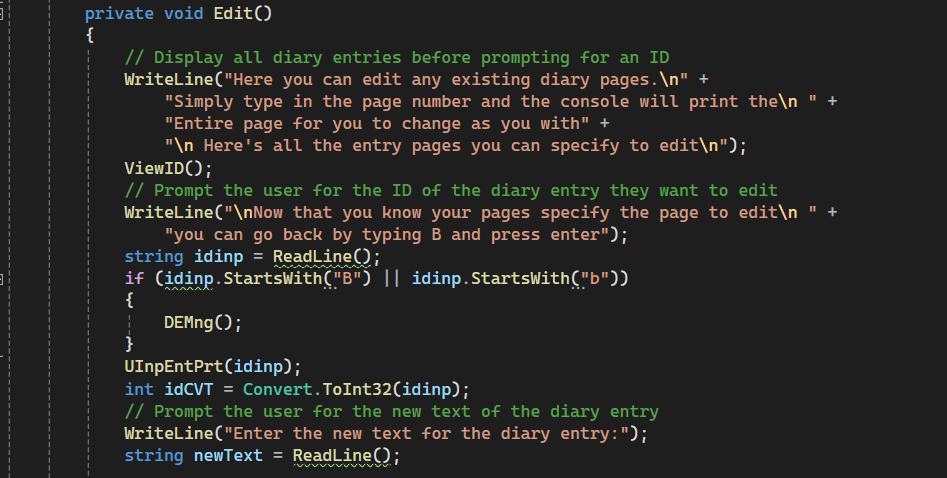 private void Edit()
{
// Display all diary entries before prompting for an ID
WriteLine("Here you can edit any existing diary pages.\n" +
"Simply type in the page number and the console will print the\n " +
"Entire page for you to change as you with" +
"\n Here's all the entry pages you can specify to edit\n");
ViewID();
// Prompt the user for the ID of the diary entry they want to edit
WriteLine("\nNow that you know your pages specify the page to edit\n " +
"you can go back by typing B and press enter");
string idinp = ReadLine();
if (idinp.StartsWith("B") || idinp.StartsWith("b"))
{
DEMng();
}
UInpEntPrt(idinp);
int idCVT = Convert.ToInt32(idinp);
// Prompt the user for the new text of the diary entry
WriteLine("Enter the new text for the diary entry:");
string newText = ReadLine();